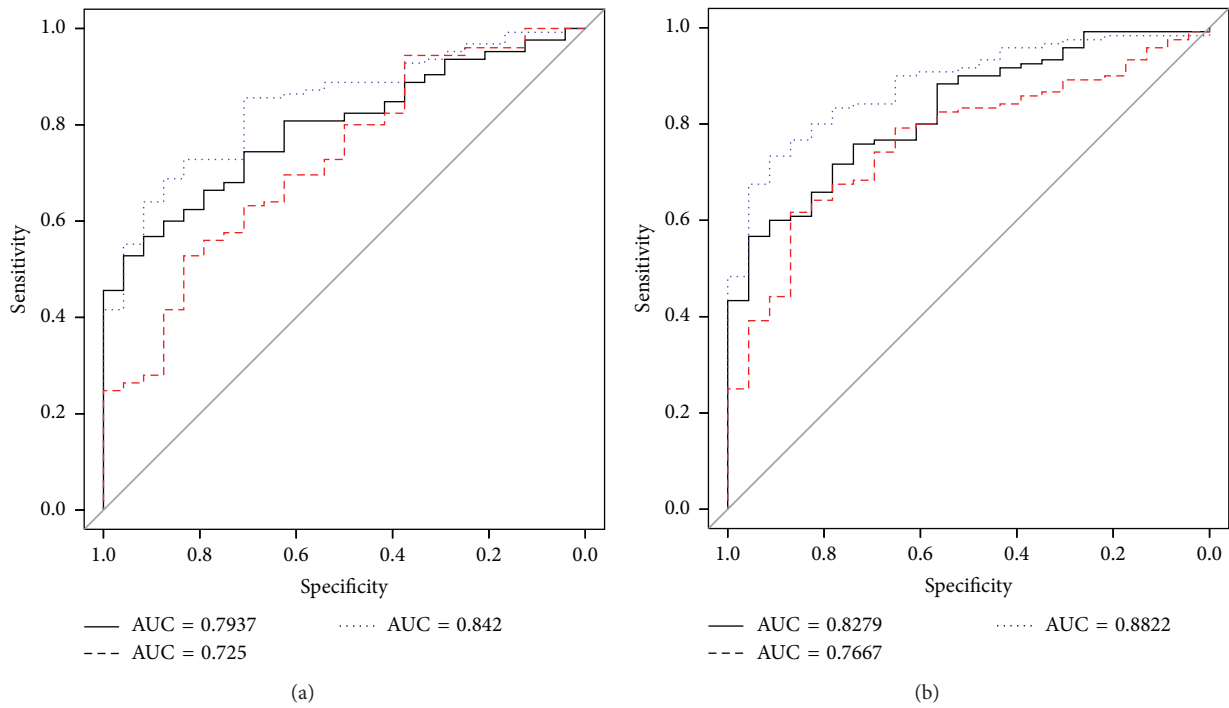 1.0
0.8
0.6
0.4
0.2
0.0
Sensitivity
1.0 0.8 0.6 0.4 0.2 0.0
Specificity
AUC = 0.7937
AUC = 0.842
AUC = 0.725
(a)
1.0
0.8
0.6
0.4
0.2
0.0
Sensitivity
1.0 0.8 0.6 0.4 0.2 0.0
Specificity
AUC = 0.8279
AUC = 0.8822
AUC = 0.7667
(b)